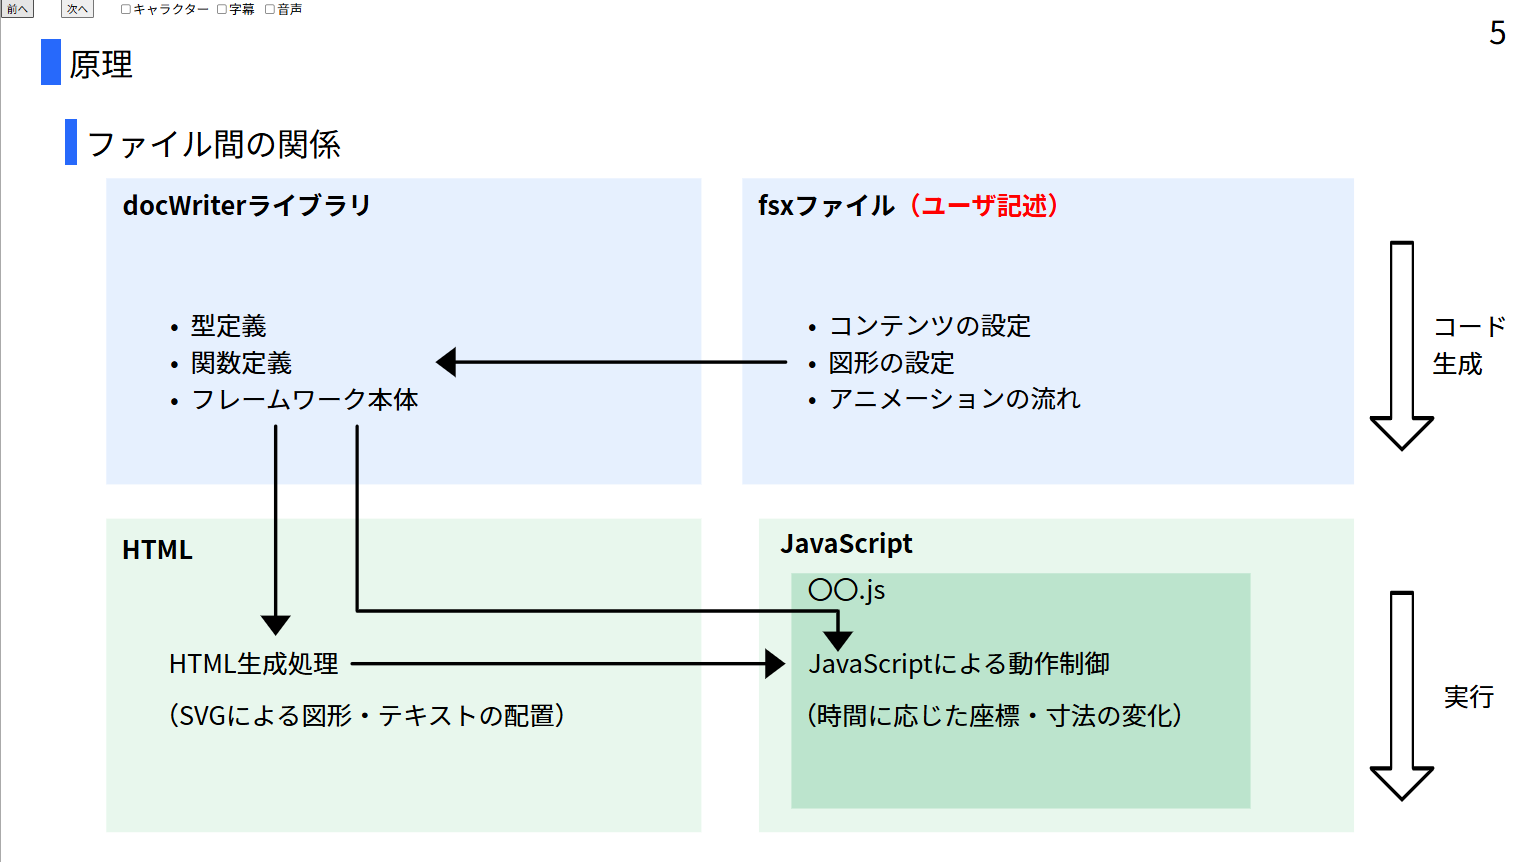 前へ
次へ
キャラクター
字幕
音声
5
原理
ファイル間の関係
docWriterライブラリ
• 型定義
• 関数定義
• フレームワーク本体
fsxファイル（ユーザ記述）
• コンテンツの設定
• 図形の設定
• アニメーションの流れ
コード
生成
HTML
HTML生成処理
（SVGによる図形・テキストの配置）
JavaScript
〇〇.js
JavaScriptによる動作制御
（時間に応じた座標・寸法の変化）
実行